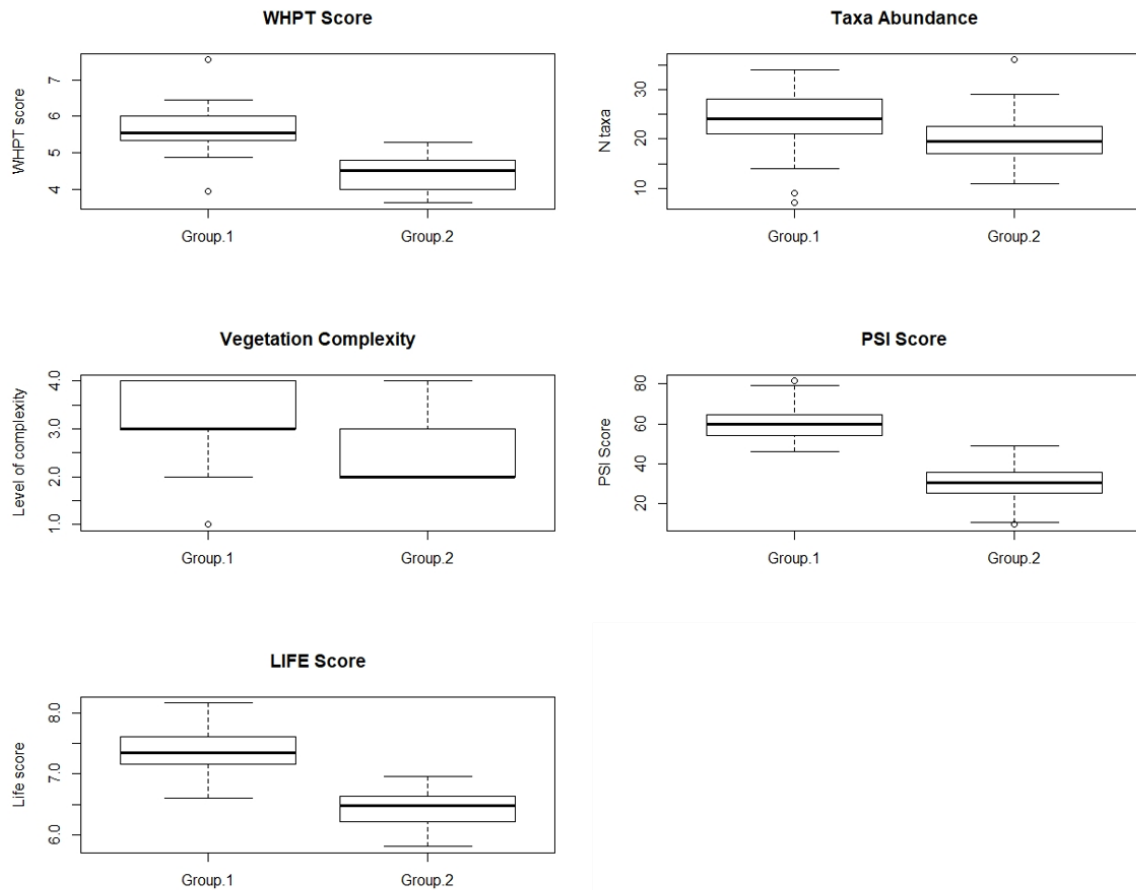 WHPT Score
WHPT score
7
6
5
4
Group.1
Group.2
Taxa Abundance
N taxa
30
20
10
Group.1
Group.2
Vegetation Complexity
Level of complexity
4.0
3.0
2.0
1.0
Group.1
Group.2
PSI Score
PSI Score
80
60
40
20
Group.1
Group.2
LIFE Score
Life score
8.0
7.0
6.0
Group.1
Group.2